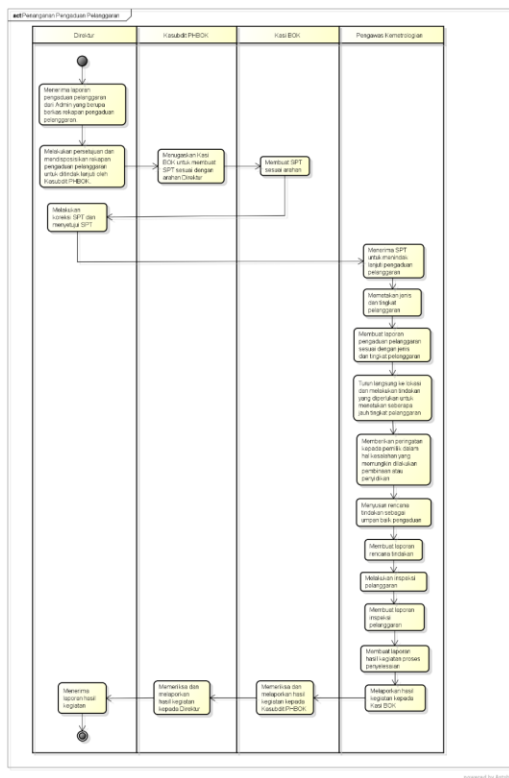 act Penanganan Pengaduan Pelanggaran
Direktur
Kasubdit PHBOK
Kasi BOK
Pengawas Kemetrologian
Menerima laporan
pengaduan pelanggaran
dari Admin yang berupa
berkas rekapan pengaduan
pelanggaran.
Melakukan persetujuan dan
mendisposisikan rekapan
pengaduan pelanggaran
untuk ditindak lanjuti oleh
Kasubdit PHBOK.
Menugaskan Kasi
BOK untuk membuat
SPT sesuai dengan
arahan Direktur
Membuat SPT
sesuai arahan
Melakukan
koreksi SPT dan
menyetujui SPT
Menerima SPT
untuk menindak
lanjuti pengaduan
pelanggaran
Memetakan jenis
dan tingkat
pelanggaran
Membuat laporan
pengaduan pelanggaran
sesuai dengan jenis
dan tingkat pelanggaran
Turun langsung ke lokasi
dan melakukan tindakan
yang diperlukan untuk
menetukan seberapa
jauh tingkat pelanggaran
Memberikan peringatan
kepada pemilik dalam
hal kesalahan yang
memungkin dilakukan
pembinaan atau
penyidikan
Menyusun rencana
tindakan sebagai
umpan baik pengaduan
Membuat laporan
rencana tindakan
Melakukan inspeksi
pelanggaran
Membuat laporan
inspeksi
pelanggaran
Membuat laporan
hasil kegiatan proses
penyelesaian
Menerima
laporan hasil
kegiatan
Memeriksa dan
melaporkan
hasil kegiatan
kepada Direktur
Memeriksa dan
melaporkan hasil
kegiatan kepada
Kasubdit PHBOK
Melaporkan hasil
kegiatan kepada
Kasi BOK
powered by Astah